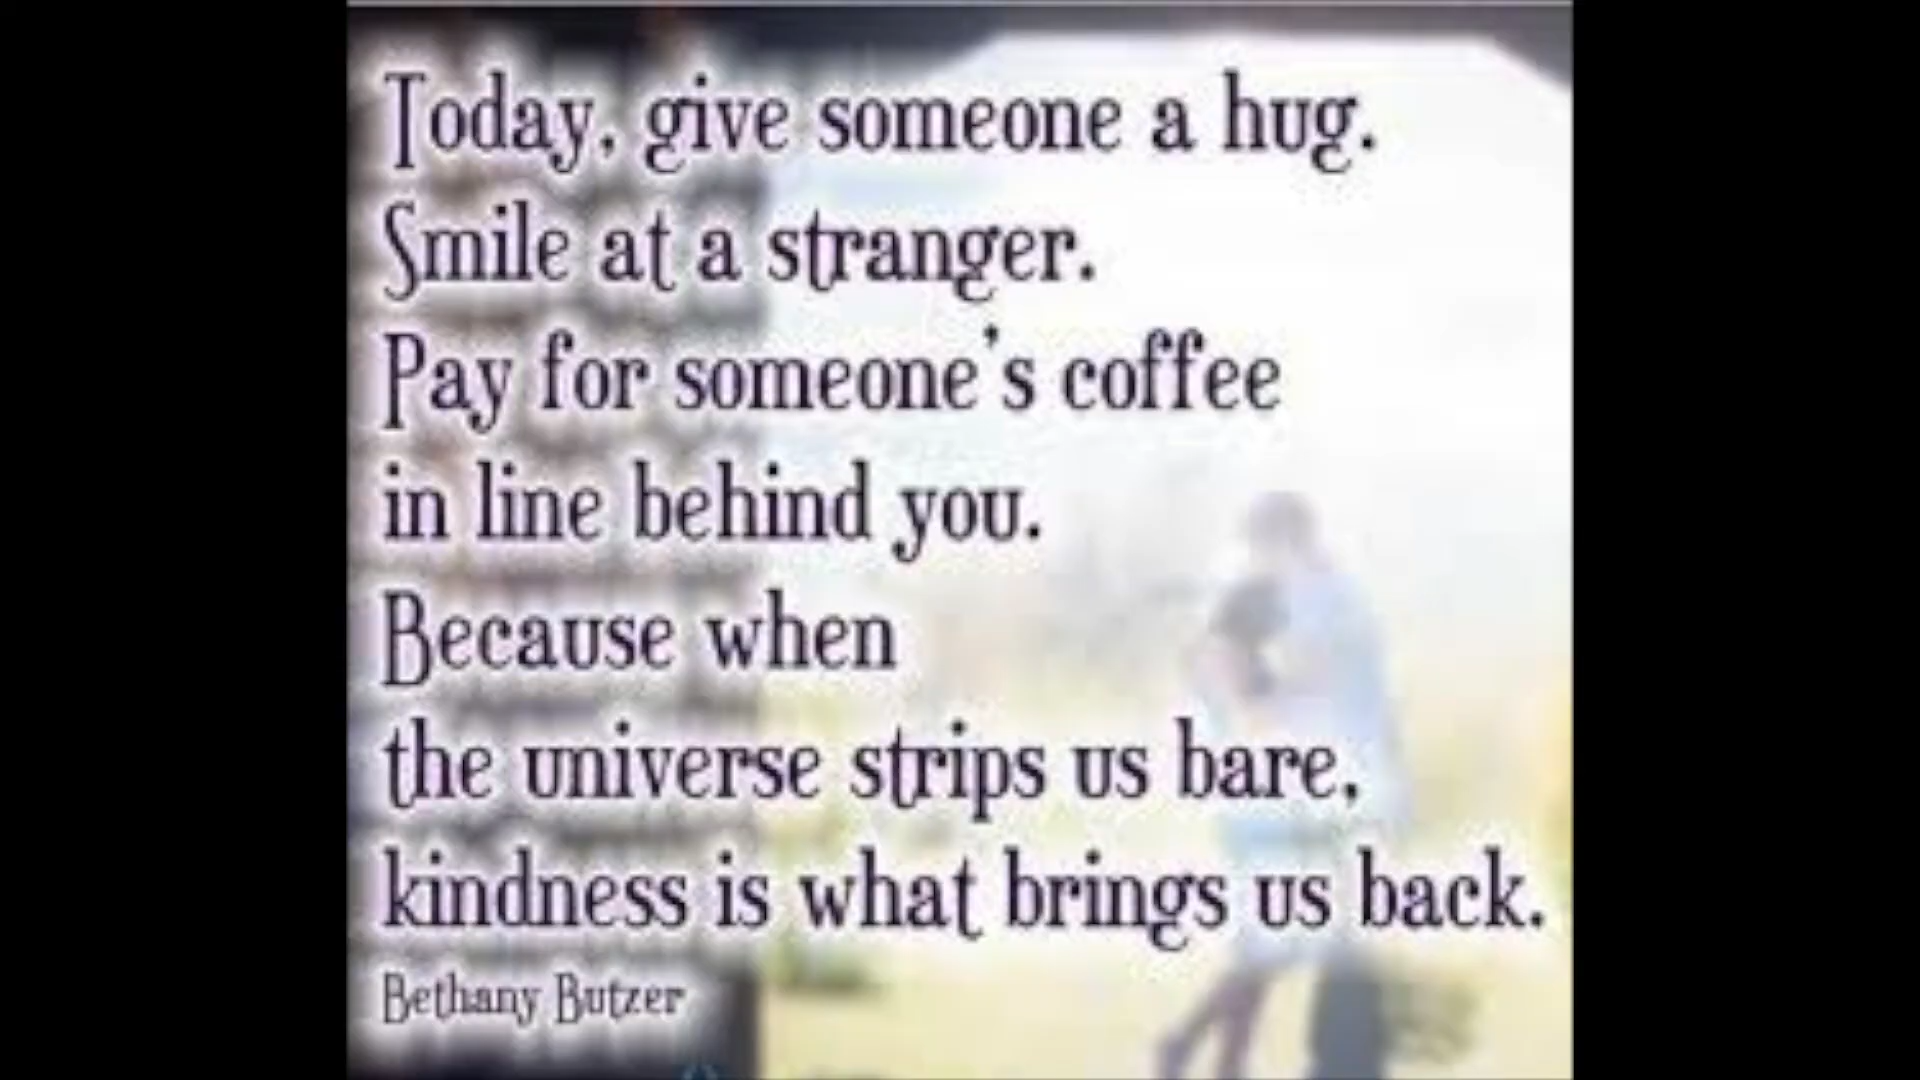 Today, give someone a hug.
Smile at a stranger.
Pay for someone's coffee
in line behind you.
Because when
the universe strips us bare,
kindness is what brings us back.
Bethany Butzer